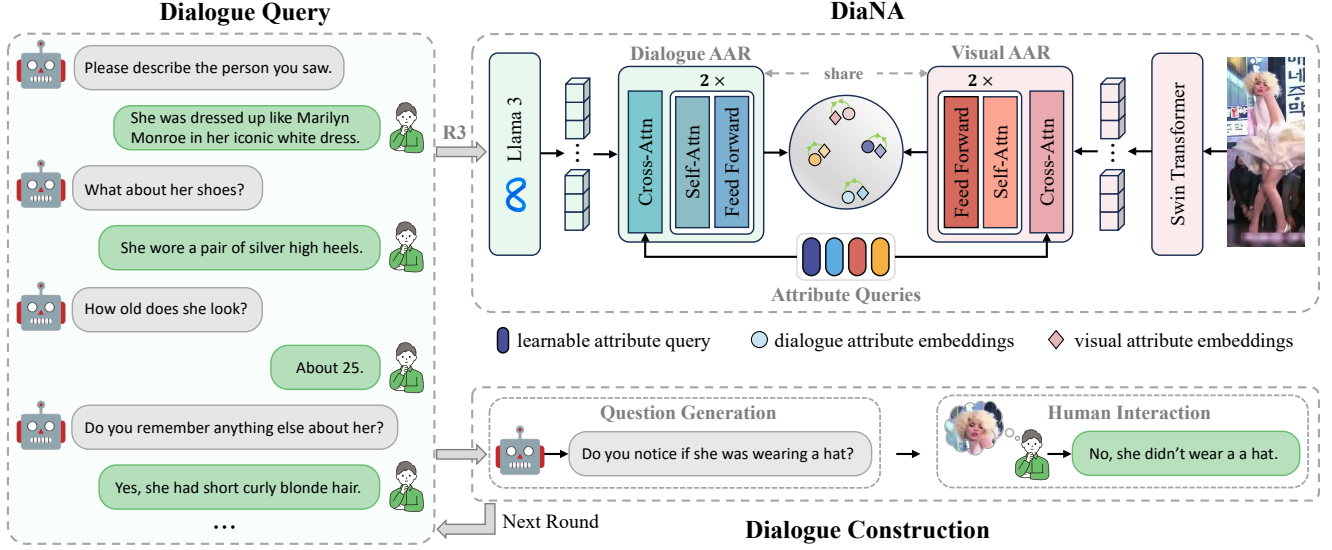 Dialogue Query
Please describe the person you saw.
She was dressed up like Marilyn
Monroe in her iconic white dress.
What about her shoes?
She wore a pair of silver high heels.
How old does she look?
About 25.
Do you remember anything else about her?
Yes, she had short curly blonde hair.
...
R3
DiaNA
Llama 3
Dialogue AAR
2 ×
Cross-Attn
Self-Attn
Feed Forward
share
Visual AAR
2 ×
Feed Forward
Self-Attn
Cross-Attn
Swin Transformer
Attribute Queries
learnable attribute query
dialogue attribute embeddings
visual attribute embeddings
Question Generation
Do you notice if she was wearing a hat?
Human Interaction
No, she didn't wear a a hat.
Next Round
Dialogue Construction